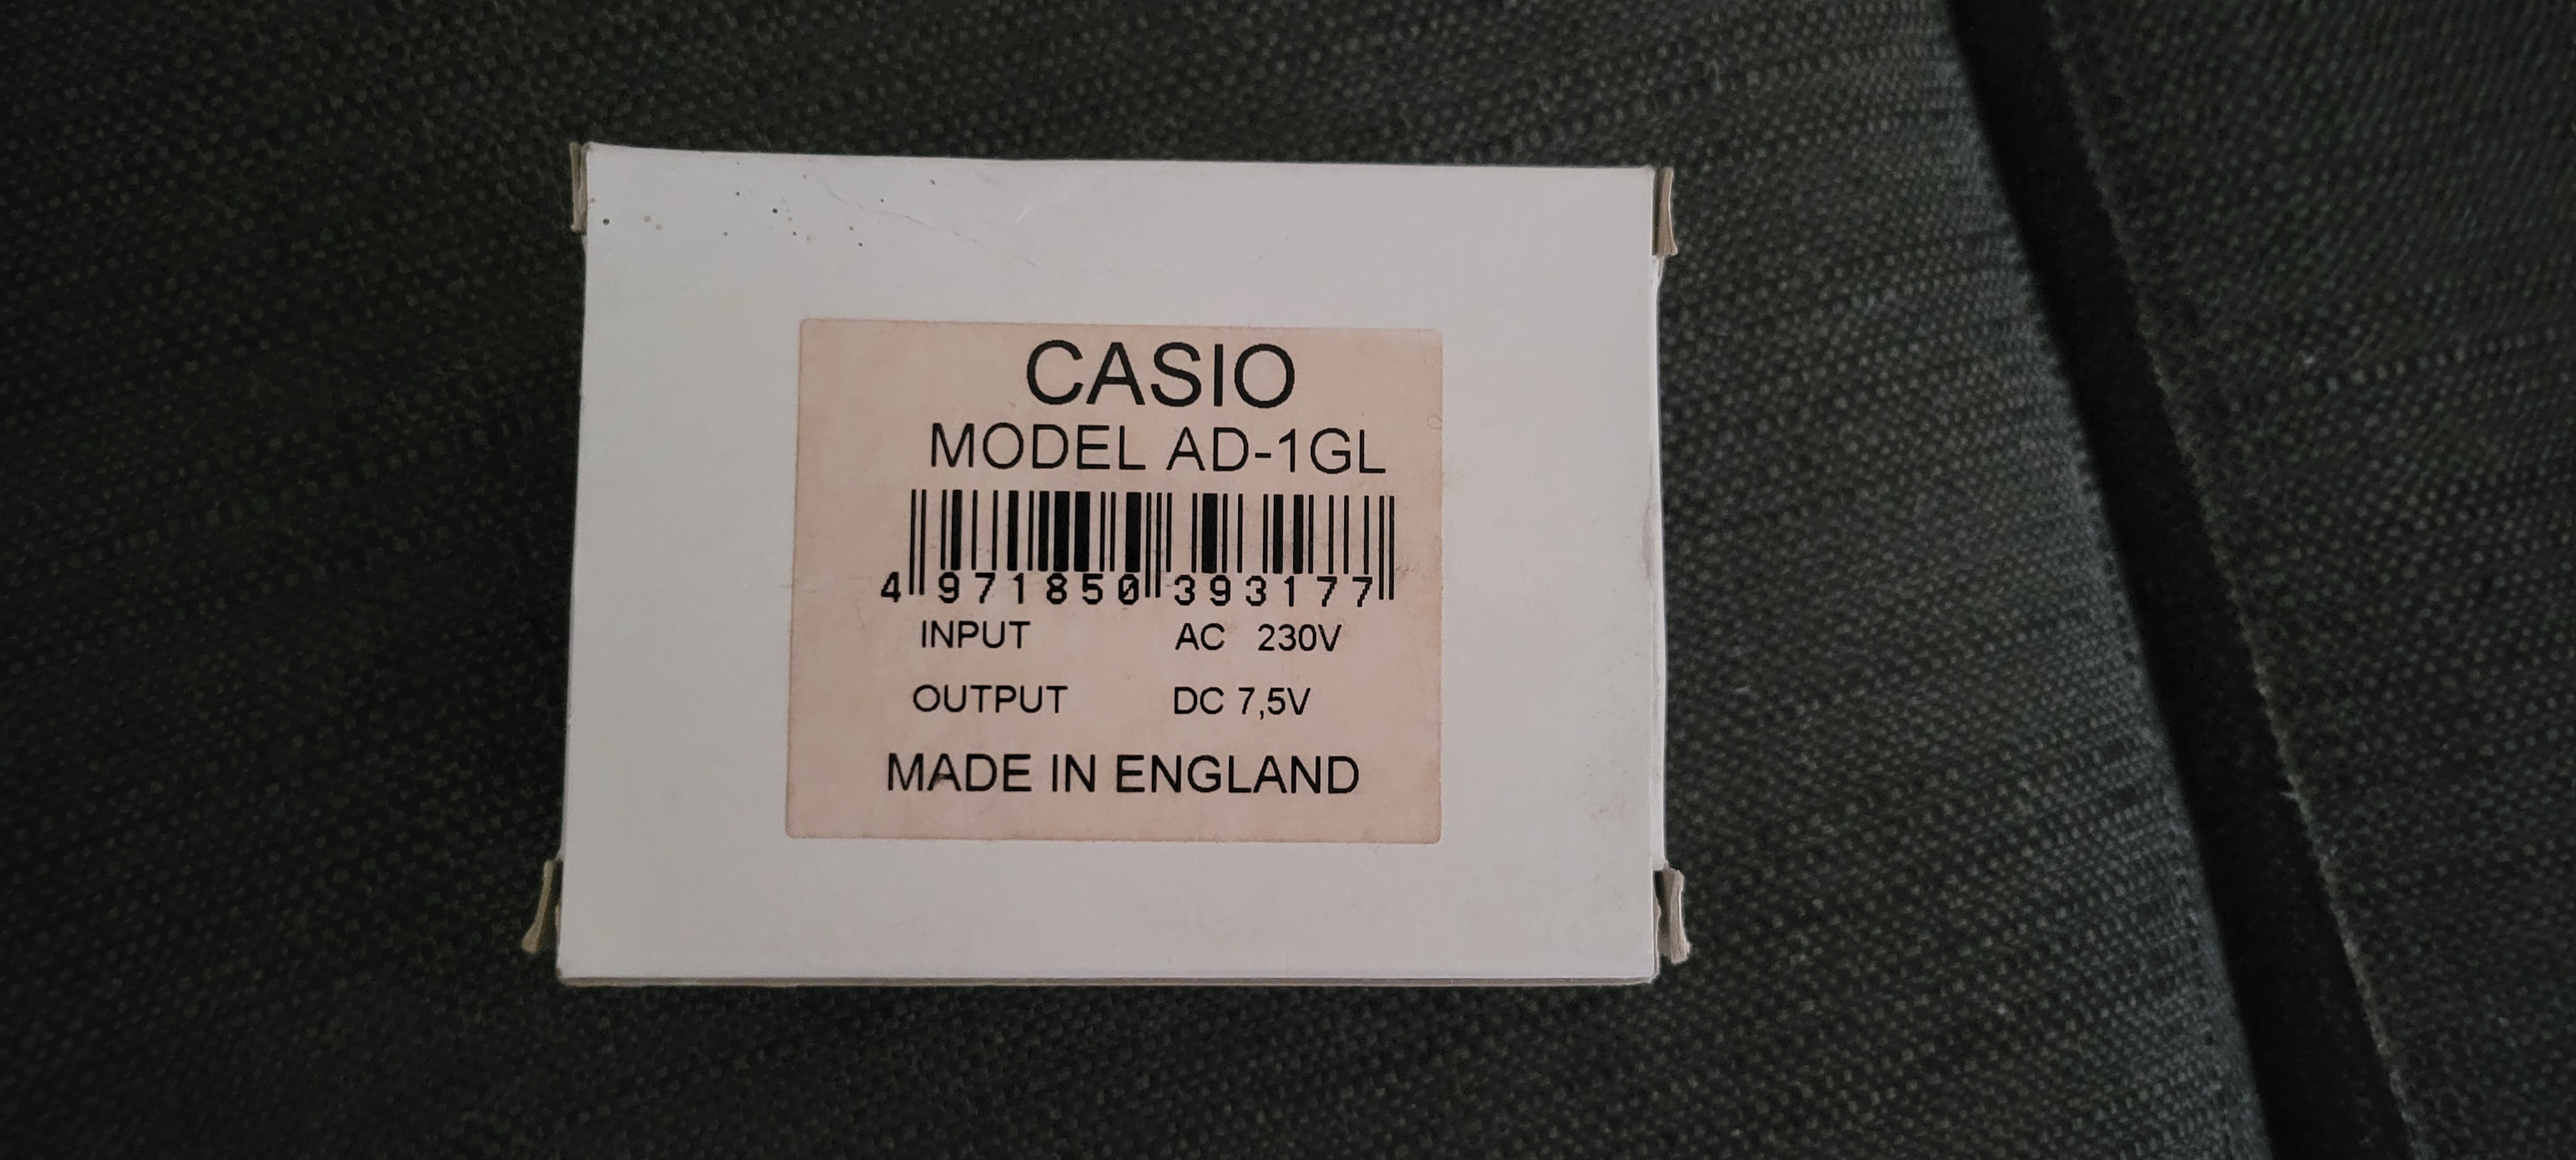 CASIO
MODEL AD-1GL
4 971850 393177
INPUT AC 230V
OUTPUT DC 7,5V
MADE IN ENGLAND